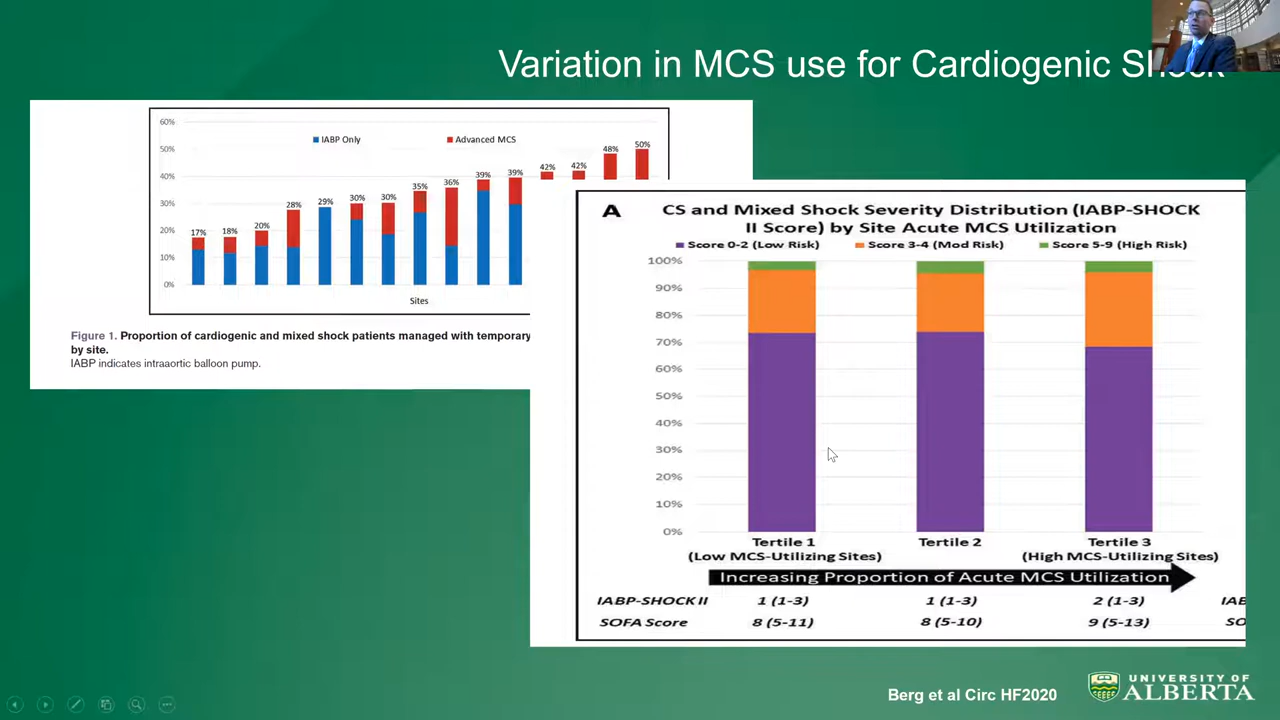 Variation in MCS use for Cardiogenic Shock
60%
50%
40%
30%
20%
10%
0%
IABP Only
Advanced MCS
17%
18%
20%
28%
29%
30%
30%
35%
36%
39%
39%
42%
42%
48%
50%
Sites
Figure 1. Proportion of cardiogenic and mixed shock patients managed with temporary
by site.
IABP indicates intraaortic balloon pump.
A
CS and Mixed Shock Severity Distribution (IABP-SHOCK
II Score) by Site Acute MCS Utilization
Score 0-2 (Low Risk)
Score 3-4 (Mod Risk)
Score 5-9 (High Risk)
100%
90%
80%
70%
60%
50%
40%
30%
20%
10%
0%
Tertile 1 Tertile 2 Tertile 3
(Low MCS-Utilizing Sites) (High MCS-Utilizing Sites)
Increasing Proportion of Acute MCS Utilization
IABP-SHOCK II 1 (1-3) 1 (1-3) 2 (1-3) IAB
SOFA Score 8 (5-11) 8 (5-10) 9 (5-13) SO
Berg et al Circ HF2020
UNIVERSITY OF
ALBERTA